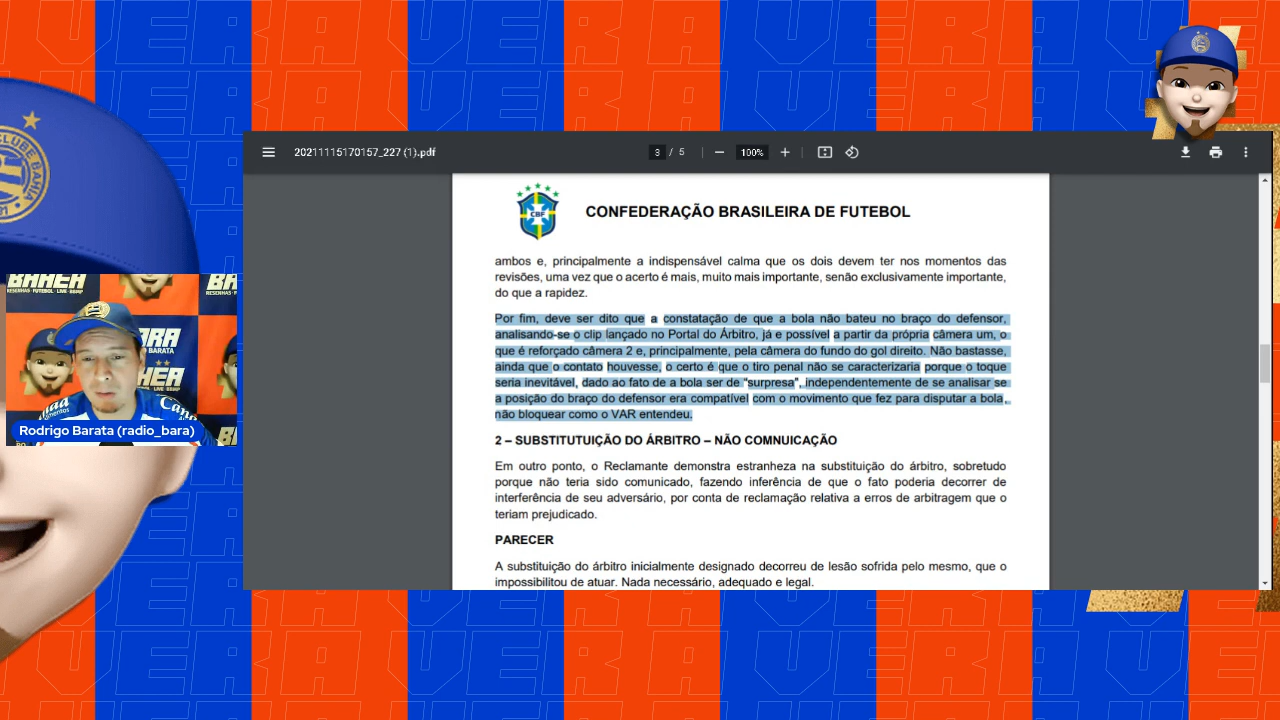 20211115170157_227 (1).pdf
3 / 5
100%
CBF
CONFEDERAÇÃO BRASILEIRA DE FUTEBOL
ambos e, principalmente a indispensável calma que os dois devem ter nos momentos das
revisões, uma vez que o acerto é mais, muito mais importante, senão exclusivamente importante,
do que a rapidez.
Por fim, deve ser dito que a constatação de que a bola não bateu no braço do defensor,
analisando-se o clip lançado no Portal do Árbitro, já e possível a partir da própria câmera um, o
que é reforçado câmera 2 e, principalmente, pela câmera do fundo do gol direito. Não bastasse,
ainda que o contato houvesse, o certo é que o tiro penal não se caracterizaria porque o toque
seria inevitável, dado ao fato de a bola ser de "surpresa", independentemente de se analisar se
a posição do braço do defensor era compatível com o movimento que fez para disputar a bola,
não bloquear como o VAR entendeu.
2 – SUBSTITUTUIÇÃO DO ÁRBITRO – NÃO COMNUICAÇÃO
Em outro ponto, o Reclamante demonstra estranheza na substituição do árbitro, sobretudo
porque não teria sido comunicado, fazendo inferência de que o fato poderia decorrer de
interferência de seu adversário, por conta de reclamação relativa a erros de arbitragem que o
teriam prejudicado.
PARECER
A substituição do árbitro inicialmente designado decorreu de lesão sofrida pelo mesmo, que o
impossibilitou de atuar. Nada necessário, adequado e legal.
CLUBE BAHIA
Rodrigo Barata (radio_bara)